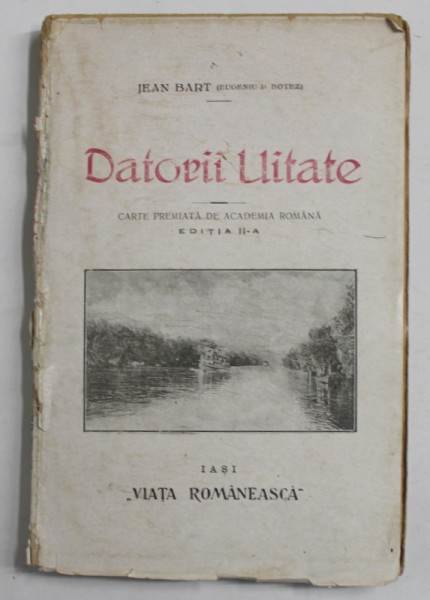 JEAN BART (EUGENIU P. BOTEZ)
Datorii Uitate
CARTE PREMIATĂ DE ACADEMIA ROMÂNĂ
EDIȚIA II-A
IAȘI
„VIAȚA ROMÂNEASCĂ"